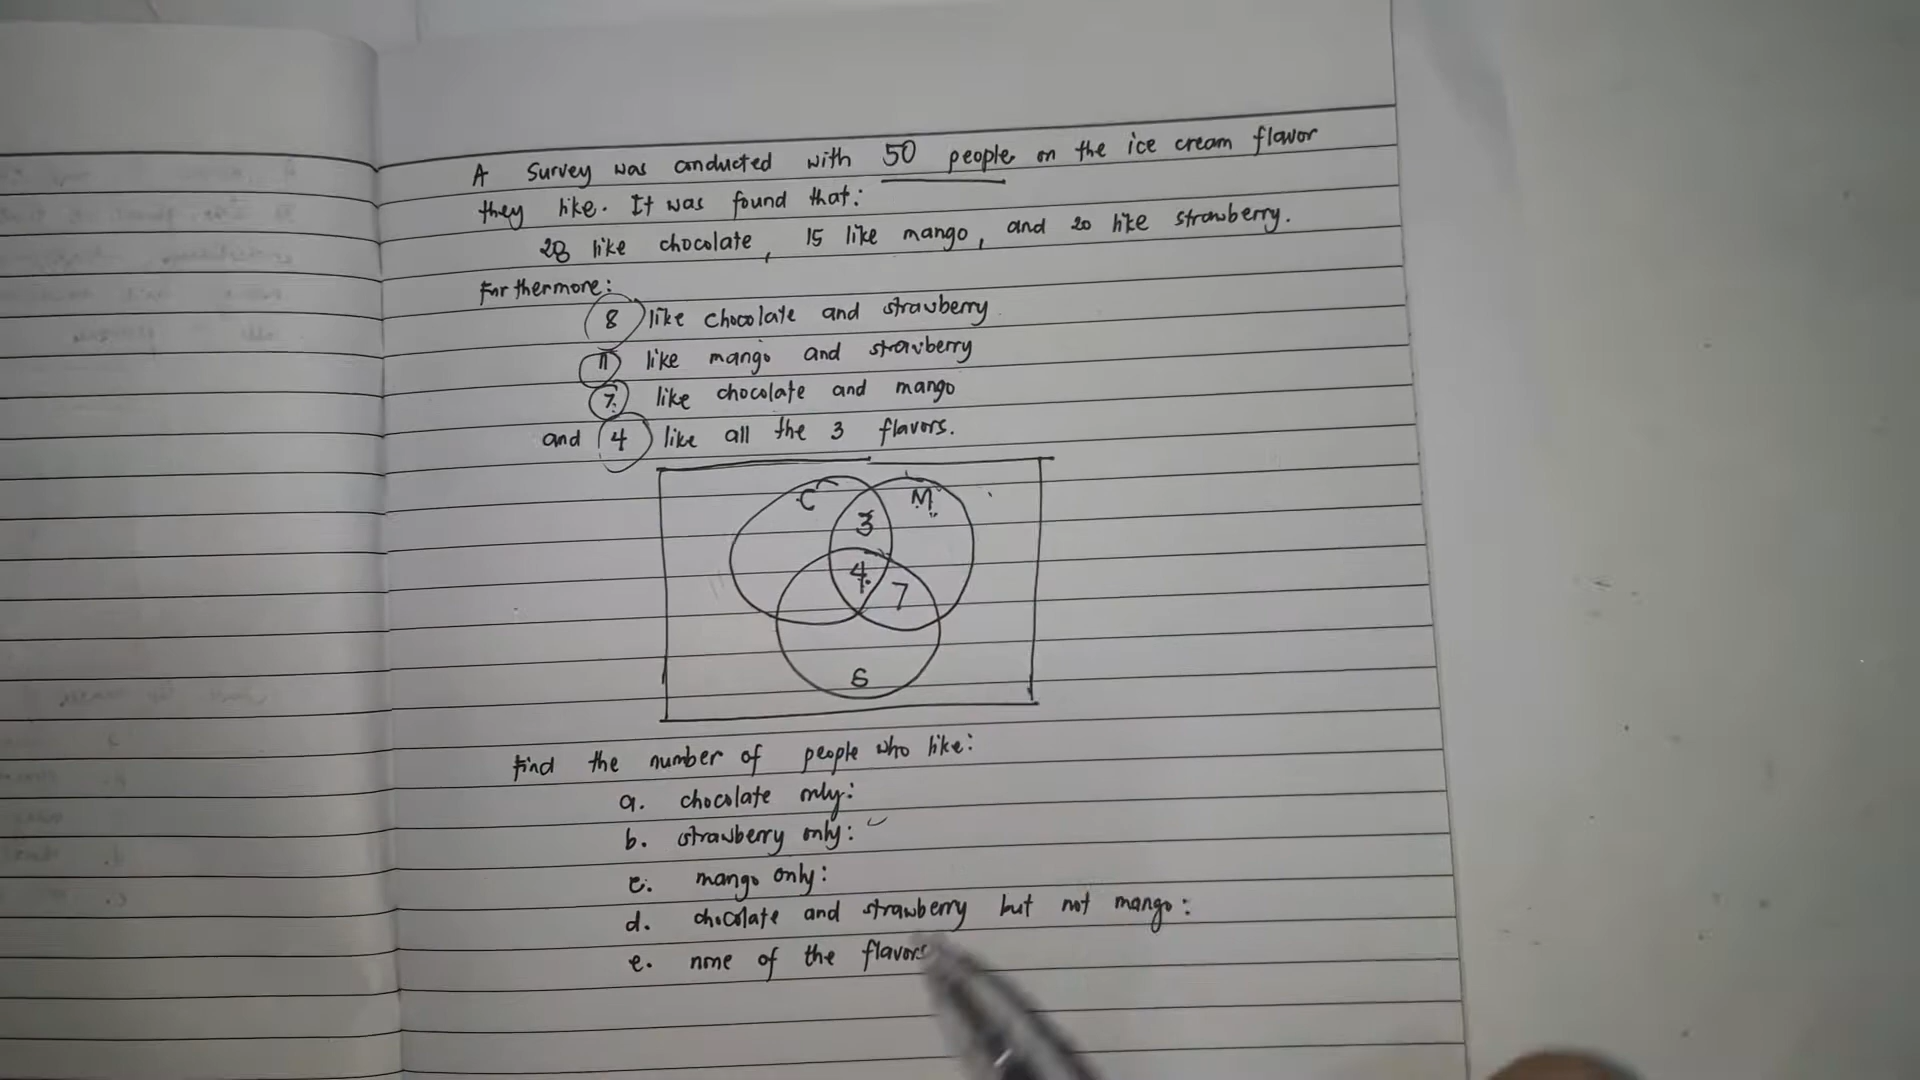 A survey was conducted with 50 people on the ice cream flavor
they like. It was found that:
28 like chocolate, 15 like mango, and 20 like strawberry.
Furthermore:
8 like chocolate and strawberry
11 like mango and strawberry
7 like chocolate and mango
and 4 like all the 3 flavors.
C M
3
4
7
S
Find the number of people who like:
a. chocolate only:
b. strawberry only:
c. mango only:
d. chocolate and strawberry but not mango:
e. none of the flavors